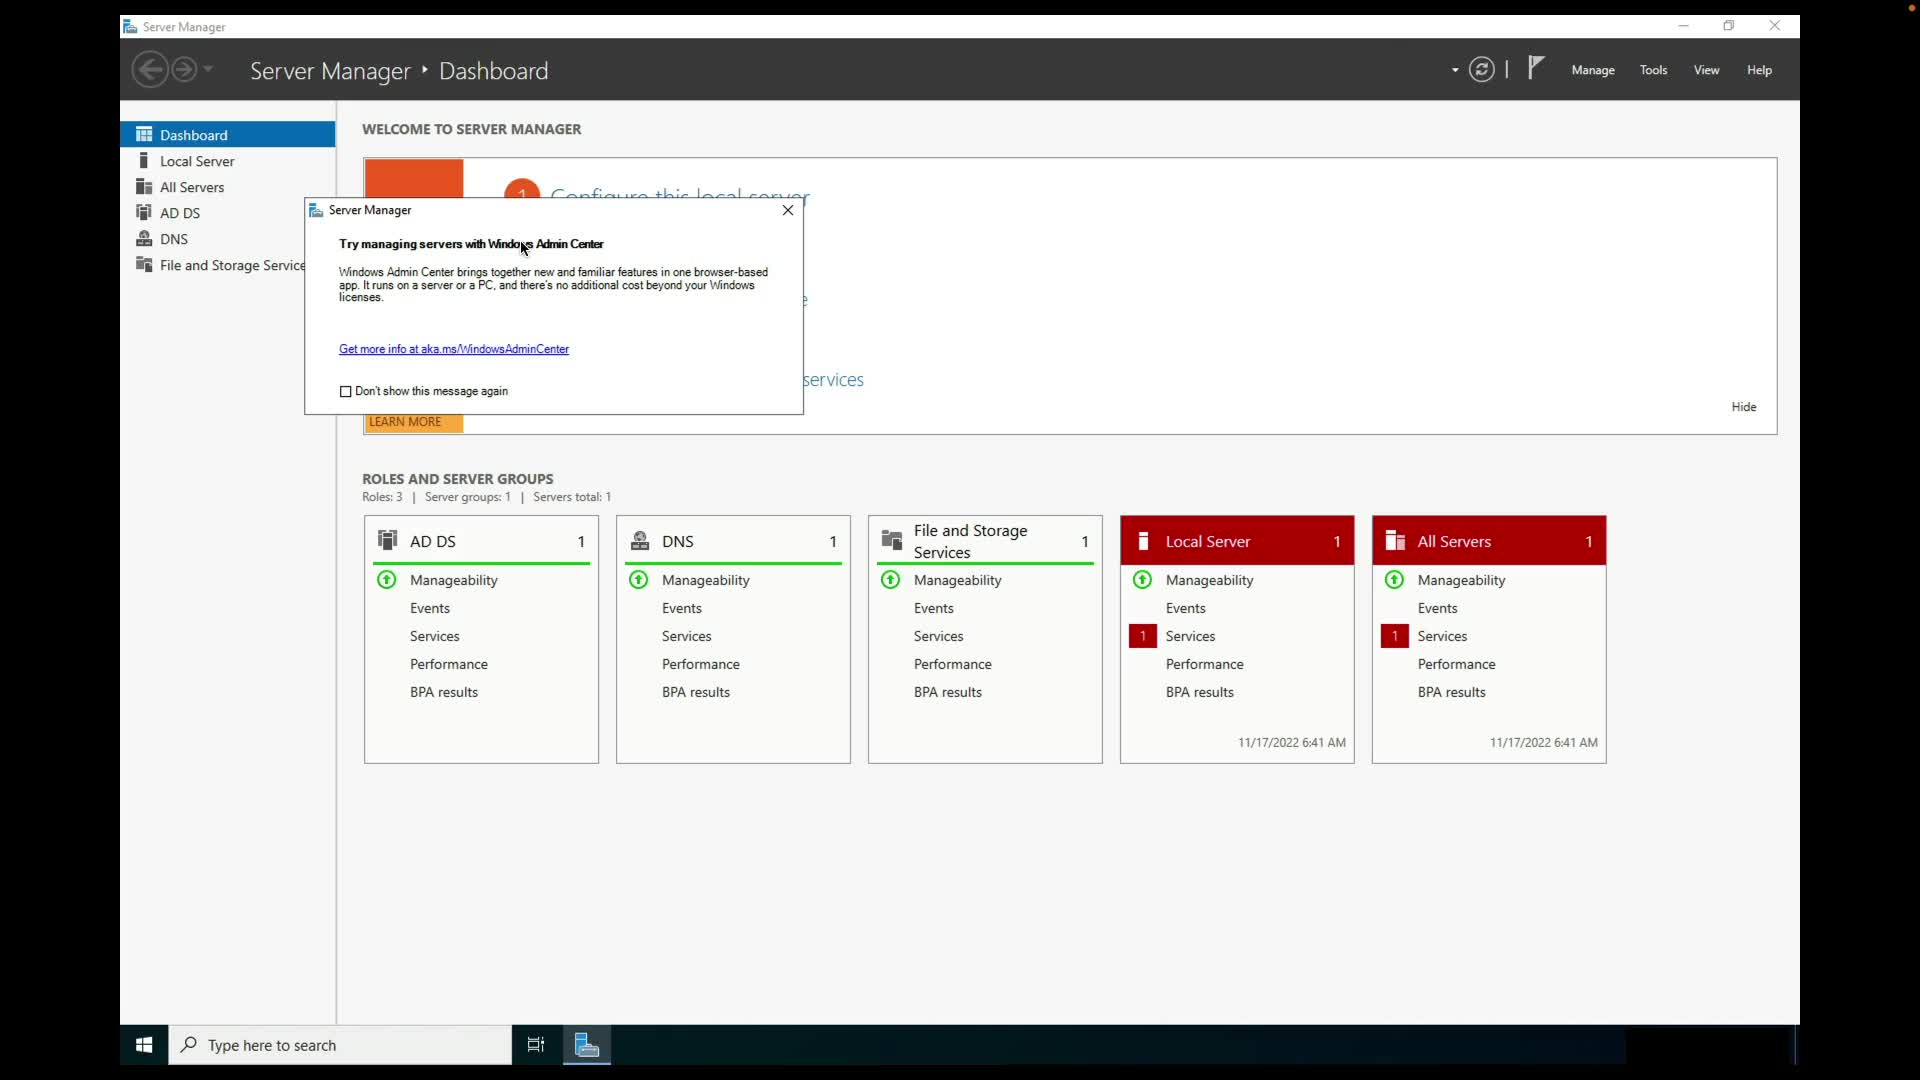 Server Manager
Server Manager ‣ Dashboard
Manage
Tools
View
Help
Dashboard
Local Server
All Servers
AD DS
DNS
File and Storage Service
WELCOME TO SERVER MANAGER
1 Configure this local server
Server Manager
Try managing servers with Windows Admin Center
Windows Admin Center brings together new and familiar features in one browser-based
app. It runs on a server or a PC, and there's no additional cost beyond your Windows
licenses.
Get more info at aka.ms/WindowsAdminCenter
Don't show this message again
services
Hide
LEARN MORE
ROLES AND SERVER GROUPS
Roles: 3 | Server groups: 1 | Servers total: 1
AD DS 1
Manageability
Events
Services
Performance
BPA results
DNS 1
Manageability
Events
Services
Performance
BPA results
File and Storage
Services 1
Manageability
Events
Services
Performance
BPA results
Local Server 1
Manageability
Events
1 Services
Performance
BPA results
11/17/2022 6:41 AM
All Servers 1
Manageability
Events
1 Services
Performance
BPA results
11/17/2022 6:41 AM
Type here to search